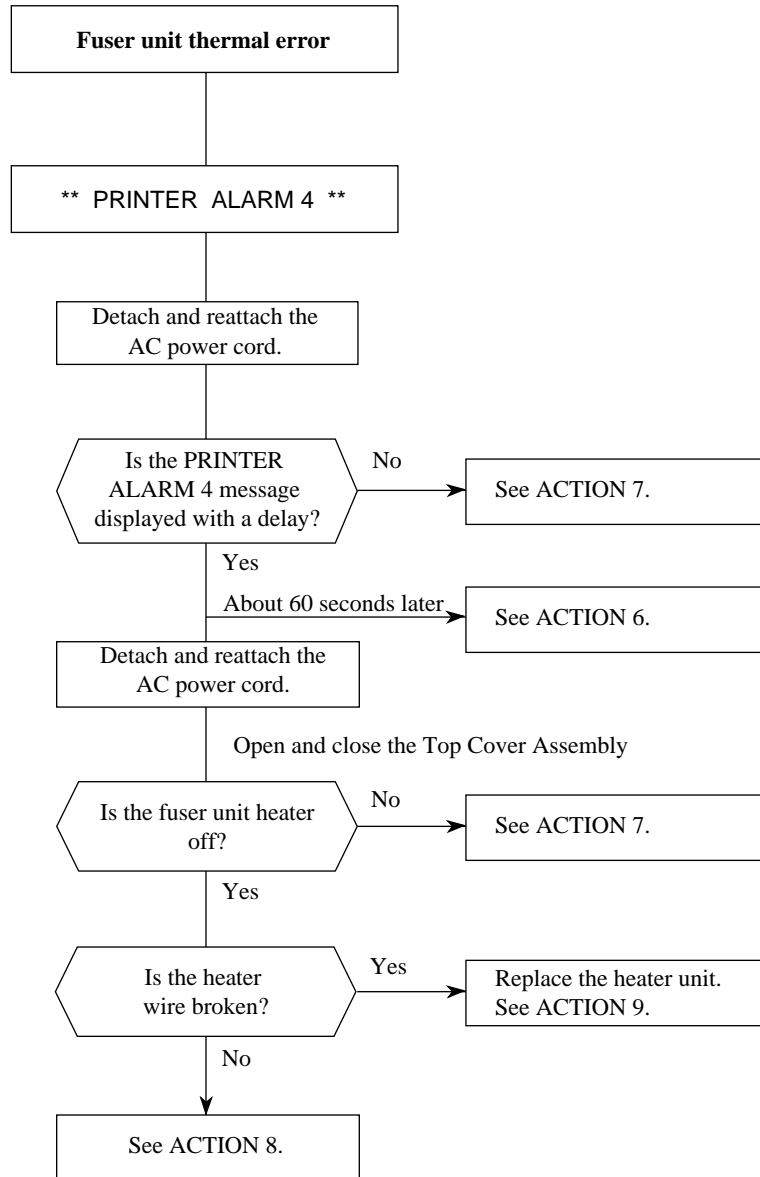 Fuser unit thermal error
** PRINTER ALARM 4 **
Detach and reattach the
AC power cord.
Is the PRINTER
ALARM 4 message
displayed with a delay?
No
See ACTION 7.
Yes
About 60 seconds later
See ACTION 6.
Detach and reattach the
AC power cord.
Open and close the Top Cover Assembly
Is the fuser unit heater
off?
No
See ACTION 7.
Yes
Is the heater
wire broken?
Yes
Replace the heater unit.
See ACTION 9.
No
See ACTION 8.